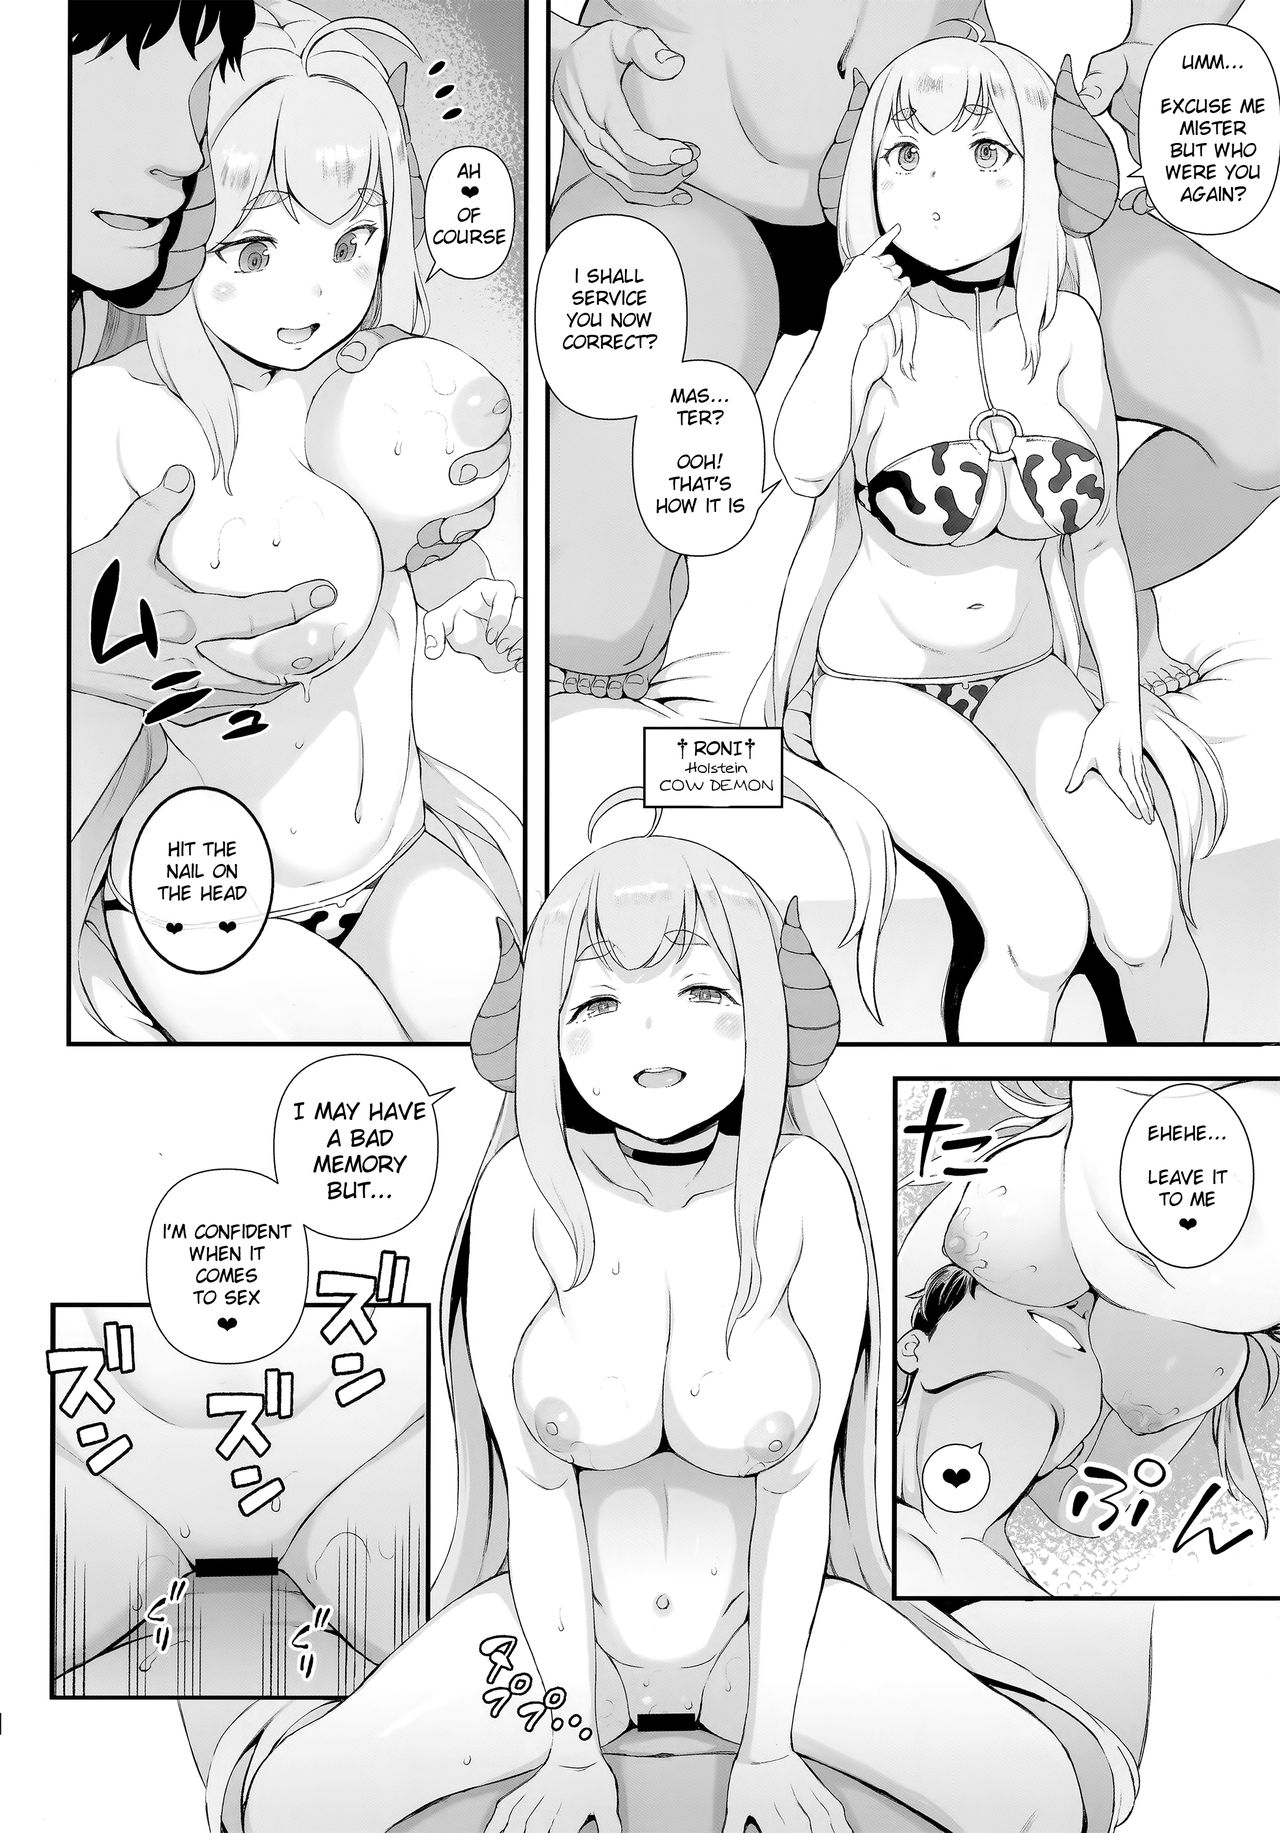 UMM...
EXCUSE ME
MISTER
BUT WHO
WERE YOU
AGAIN?
I SHALL
SERVICE
YOU NOW
CORRECT?
MAS...
TER?
OOH!
THAT'S
HOW IT IS
†RONI†
Holstein
COW DEMON
AH
❤
OF
COURSE
ムニュ
HIT THE
NAIL ON
THE HEAD
❤ ❤
EHEHE...
LEAVE IT
TO ME
❤
❤
ぷん
I MAY HAVE
A BAD
MEMORY
BUT...
I'M CONFIDENT
WHEN IT
COMES
TO SEX
❤
ズン
ズン
ズン